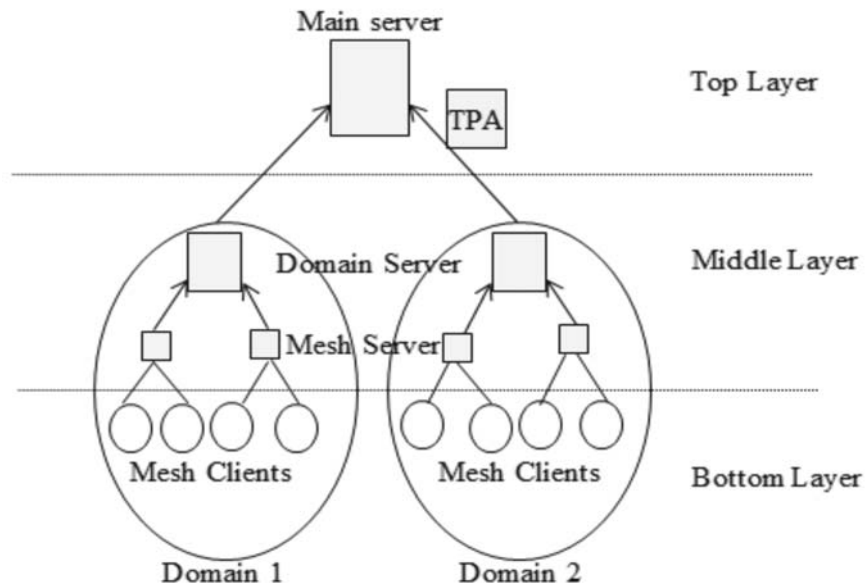 Main server
Top Layer
TPA
Domain Server
Middle Layer
Mesh Server
Mesh Clients
Mesh Clients
Bottom Layer
Domain 1
Domain 2